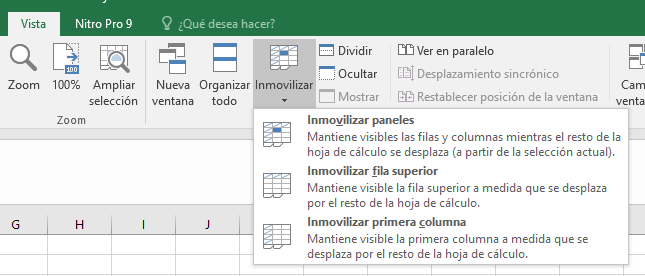 Vista Nitro Pro 9 ¿Qué desea hacer?
Zoom
100
100%
Ampliar
selección
Zoom
Nueva
ventana
Organizar
todo
Inmovilizar
Dividir
Ocultar
Mostrar
Ver en paralelo
Desplazamiento sincrónico
Restablecer posición de la ventana
Cam
venta
Inmovilizar paneles
Mantiene visibles las filas y columnas mientras el resto de la
hoja de cálculo se desplaza (a partir de la selección actual).
Inmovilizar fila superior
Mantiene visible la fila superior a medida que se desplaza
por el resto de la hoja de cálculo.
Inmovilizar primera columna
Mantiene visible la primera columna a medida que se
desplaza por el resto de la hoja de cálculo.
G H I J